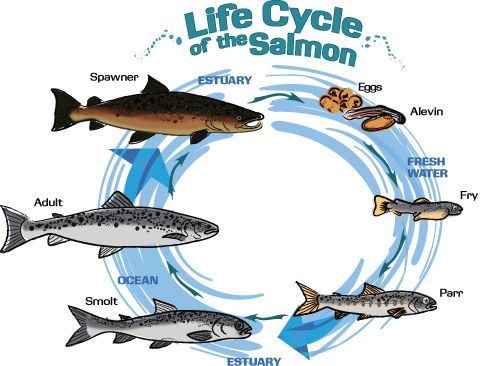 Life Cycle
of the Salmon
Spawner
ESTUARY
Eggs
Alevin
FRESH
WATER
Fry
Parr
ESTUARY
Smolt
OCEAN
Adult